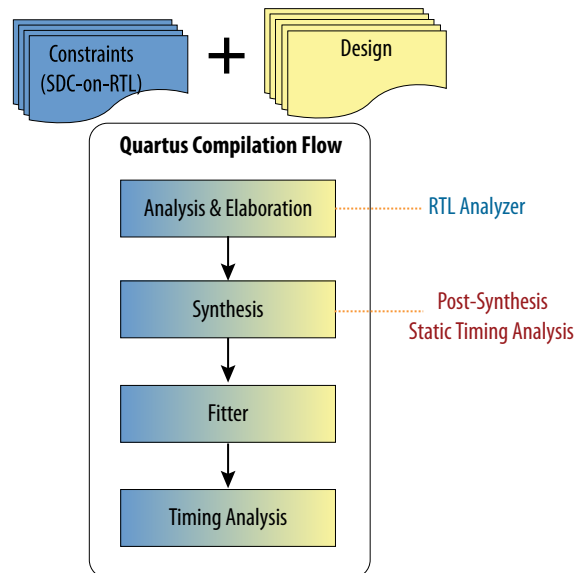 Constraints
(SDC-on-RTL)
+
Design
Quartus Compilation Flow
Analysis & Elaboration
RTL Analyzer
Synthesis
Post-Synthesis
Static Timing Analysis
Fitter
Timing Analysis